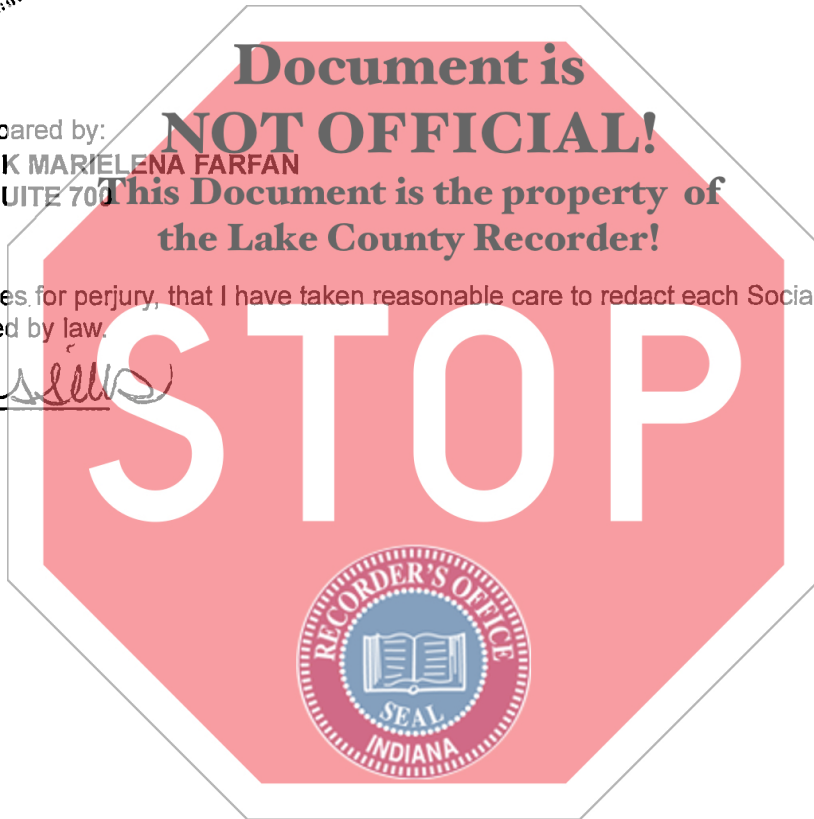 Document is
NOT OFFICIAL!
This Document is the property of
the Lake County Recorder!
pared by:
K MARIELENA FARFAN
UITE 700
es for perjury, that I have taken reasonable care to redact each Socia
ed by law.
STOP
RECORDER'S OFFICE
SEAL
INDIANA